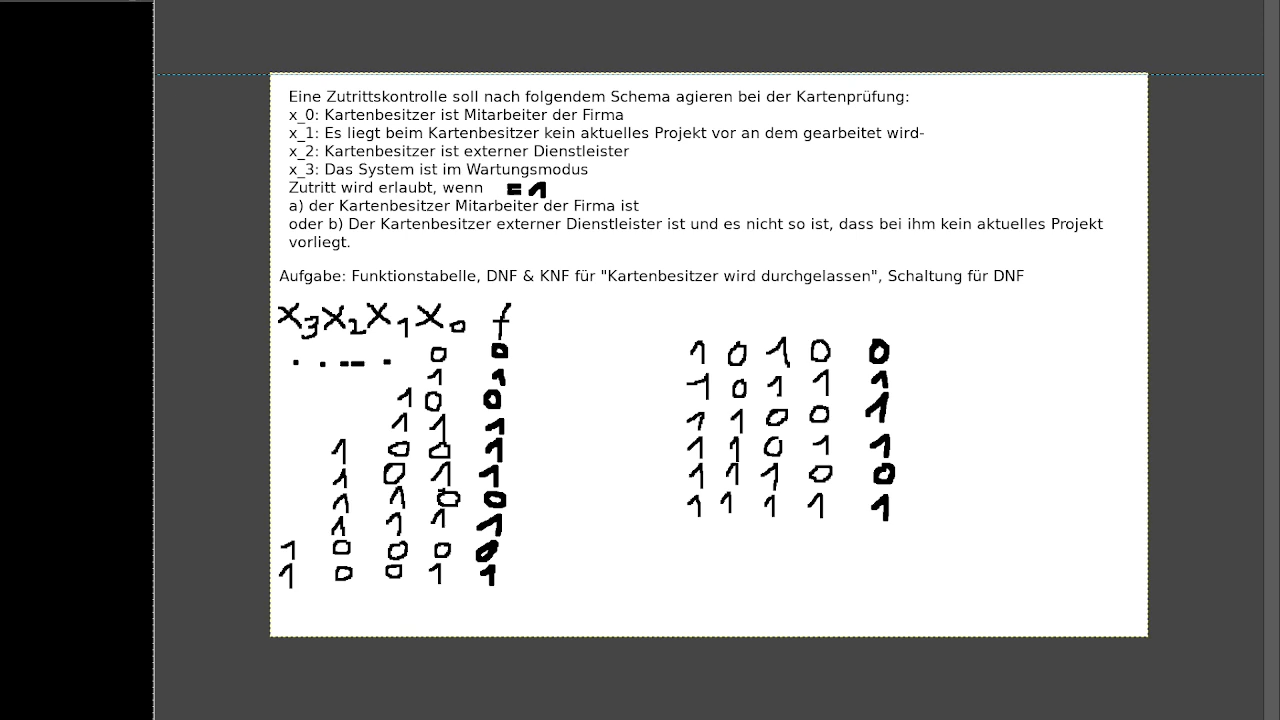 Eine Zutrittskontrolle soll nach folgendem Schema agieren bei der Kartenprüfung:
x_0: Kartenbesitzer ist Mitarbeiter der Firma
x_1: Es liegt beim Kartenbesitzer kein aktuelles Projekt vor an dem gearbeitet wird-
x_2: Kartenbesitzer ist externer Dienstleister
x_3: Das System ist im Wartungsmodus
Zutritt wird erlaubt, wenn = 1
a) der Kartenbesitzer Mitarbeiter der Firma ist
oder b) Der Kartenbesitzer externer Dienstleister ist und es nicht so ist, dass bei ihm kein aktuelles Projekt
vorliegt.
Aufgabe: Funktionstabelle, DNF & KNF für "Kartenbesitzer wird durchgelassen", Schaltung für DNF
x3 x2 x1 x0 f
. . -- . 0 0
1 1
1 0 0
1 1 1
1 0 0 1
1 0 1 1
1 1 0 0
1 1 1 1
1 0 0 0 0
1 0 0 1 1
1 0 1 0 0
1 0 1 1 1
1 1 0 0 1
1 1 0 1 1
1 1 1 0 0
1 1 1 1 1